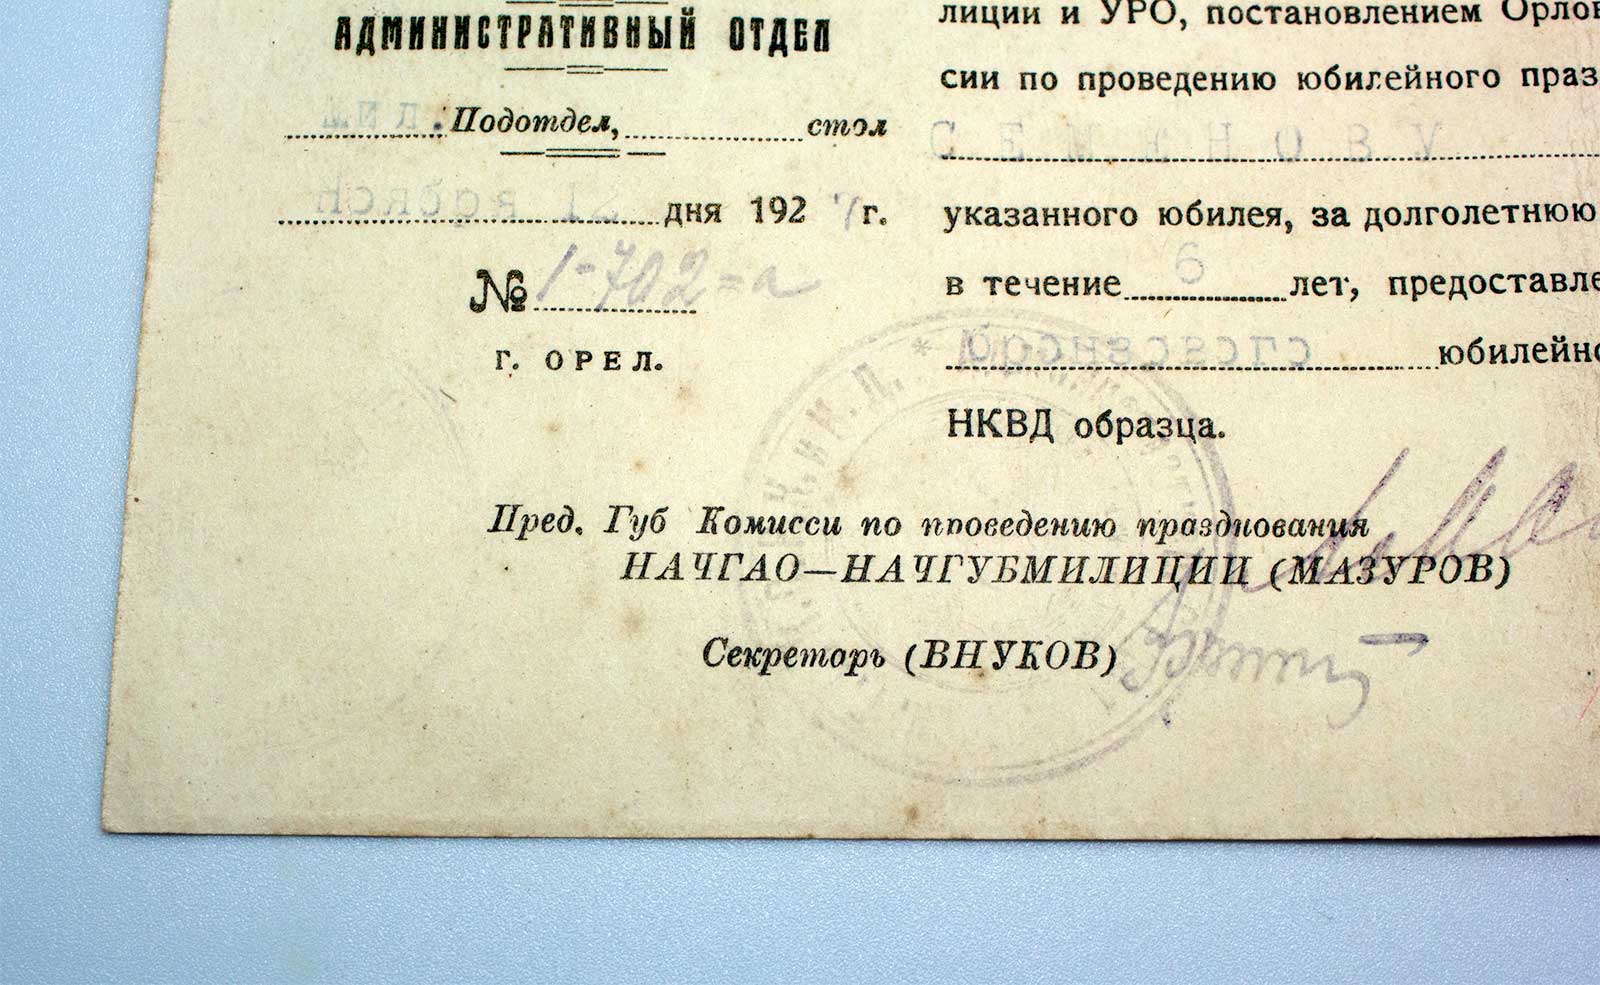 АДМИНИСТРАТИВНЫЙ ОТДЕЛ
Подотдел, стол
дня 1927 г.
№ 1-702=а
Г. ОРЕЛ.
лиции и УРО, постановлением Орлов
сии по проведению юбилейного праз
СЕМЕНОВУ
указанного юбилея, за долголетнюю
в течение 6 лет, предоставле
юбилейно
НКВД образца.
Пред. Губ Комисси по проведению празднования
НАЧГАО—НАЧГУБМИЛИЦИИ (МАЗУРОВ)
Секреторь (ВНУКОВ)